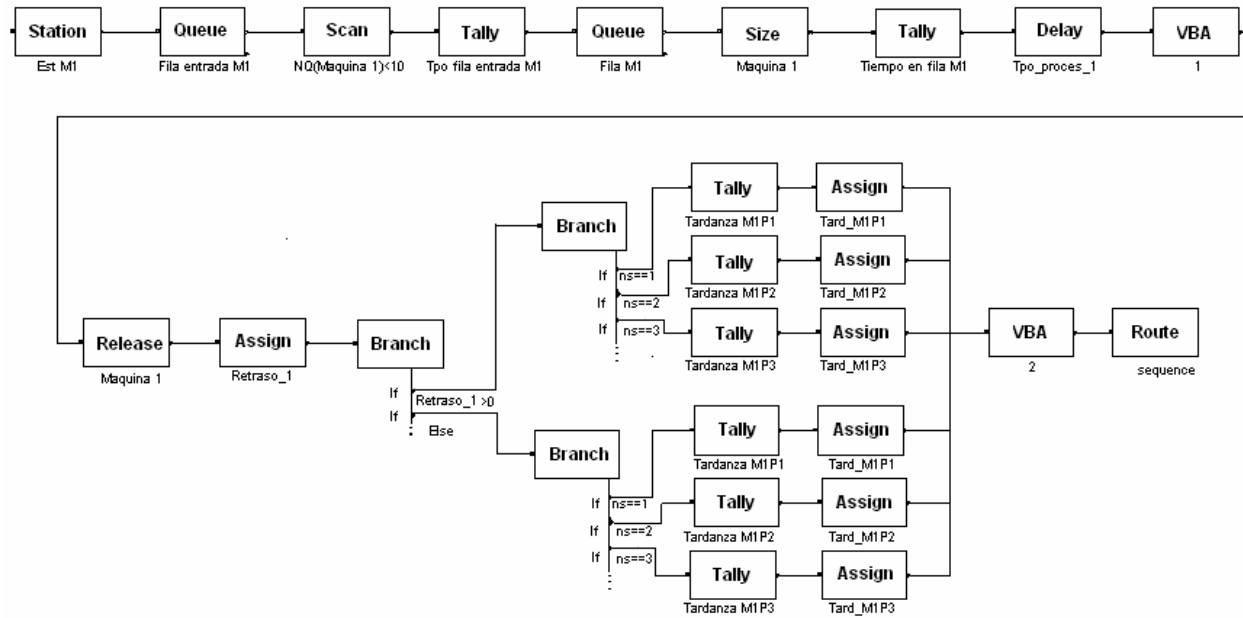 Station
Queue
Scan
Tally
Queue
Size
Tally
Delay
VBA
Est M1
Fila entrada M1
NQ(Maquina 1)<10
Tpo fila entrada M1
Fila M1
Maquina 1
Tiempo en fila M1
Tpo_proces_1
1
Tally
Assign
Tardanza M1P1
Tard_M1P1
Branch
If ns==1
Tally
Assign
Tardanza M1P2
Tard_M1P2
If ns==2
If ns==3
Tally
Assign
Tardanza M1P3
Tard_M1P3
Release
Assign
Branch
VBA
Route
Maquina 1
Retraso_1
2
sequence
If Retraso_1 >0
If
Else
Tally
Assign
Tardanza M1P1
Tard_M1P1
Branch
If ns==1
Tally
Assign
Tardanza M1P2
Tard_M1P2
If ns==2
If ns==3
Tally
Assign
Tardanza M1P3
Tard_M1P3